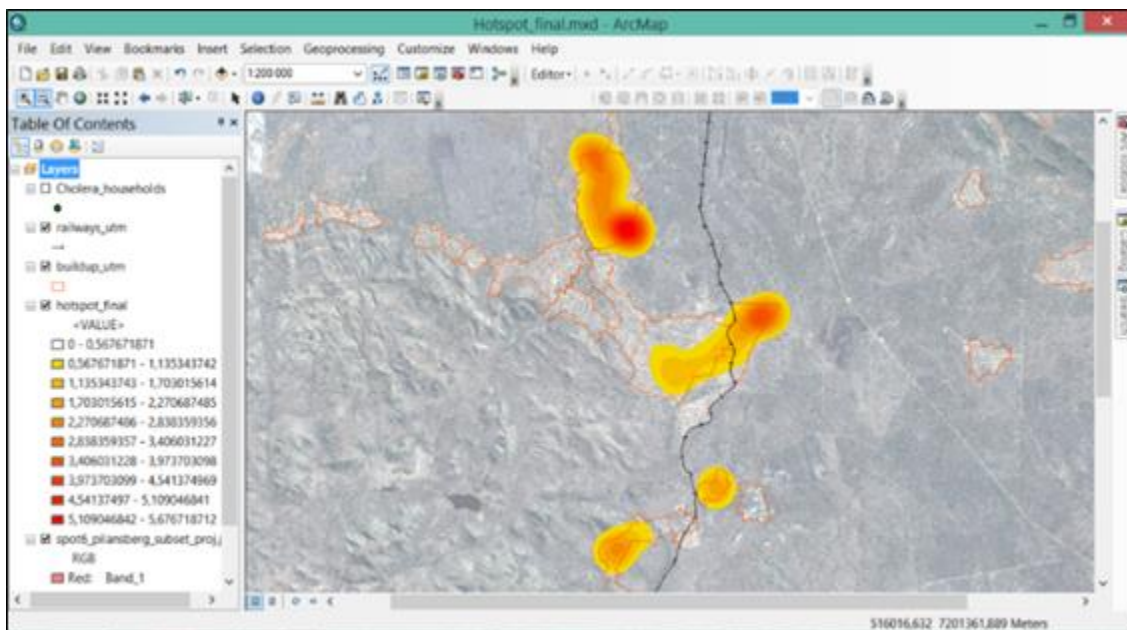 Hotspot_final.mxd - ArcMap
File Edit View Bookmarks Insert Selection Geoprocessing Customize Windows Help
1:200 000
Editor
Table Of Contents
Layers
Cholera_households
railways_utm
buildup_utm
hotspot_final
<VALUE>
0 - 0,567671871
0,567671871 - 1,135343742
1,135343743 - 1,703015614
1,703015615 - 2,270687485
2,270687486 - 2,838359356
2,838359357 - 3,406031227
3,406031228 - 3,973703098
3,973703099 - 4,541374969
4,54137497 - 5,109046841
5,109046842 - 5,676718712
spot6_pilansberg_subset_proj.
RGB
Red: Band_1
516016,632 7201361,889 Meters